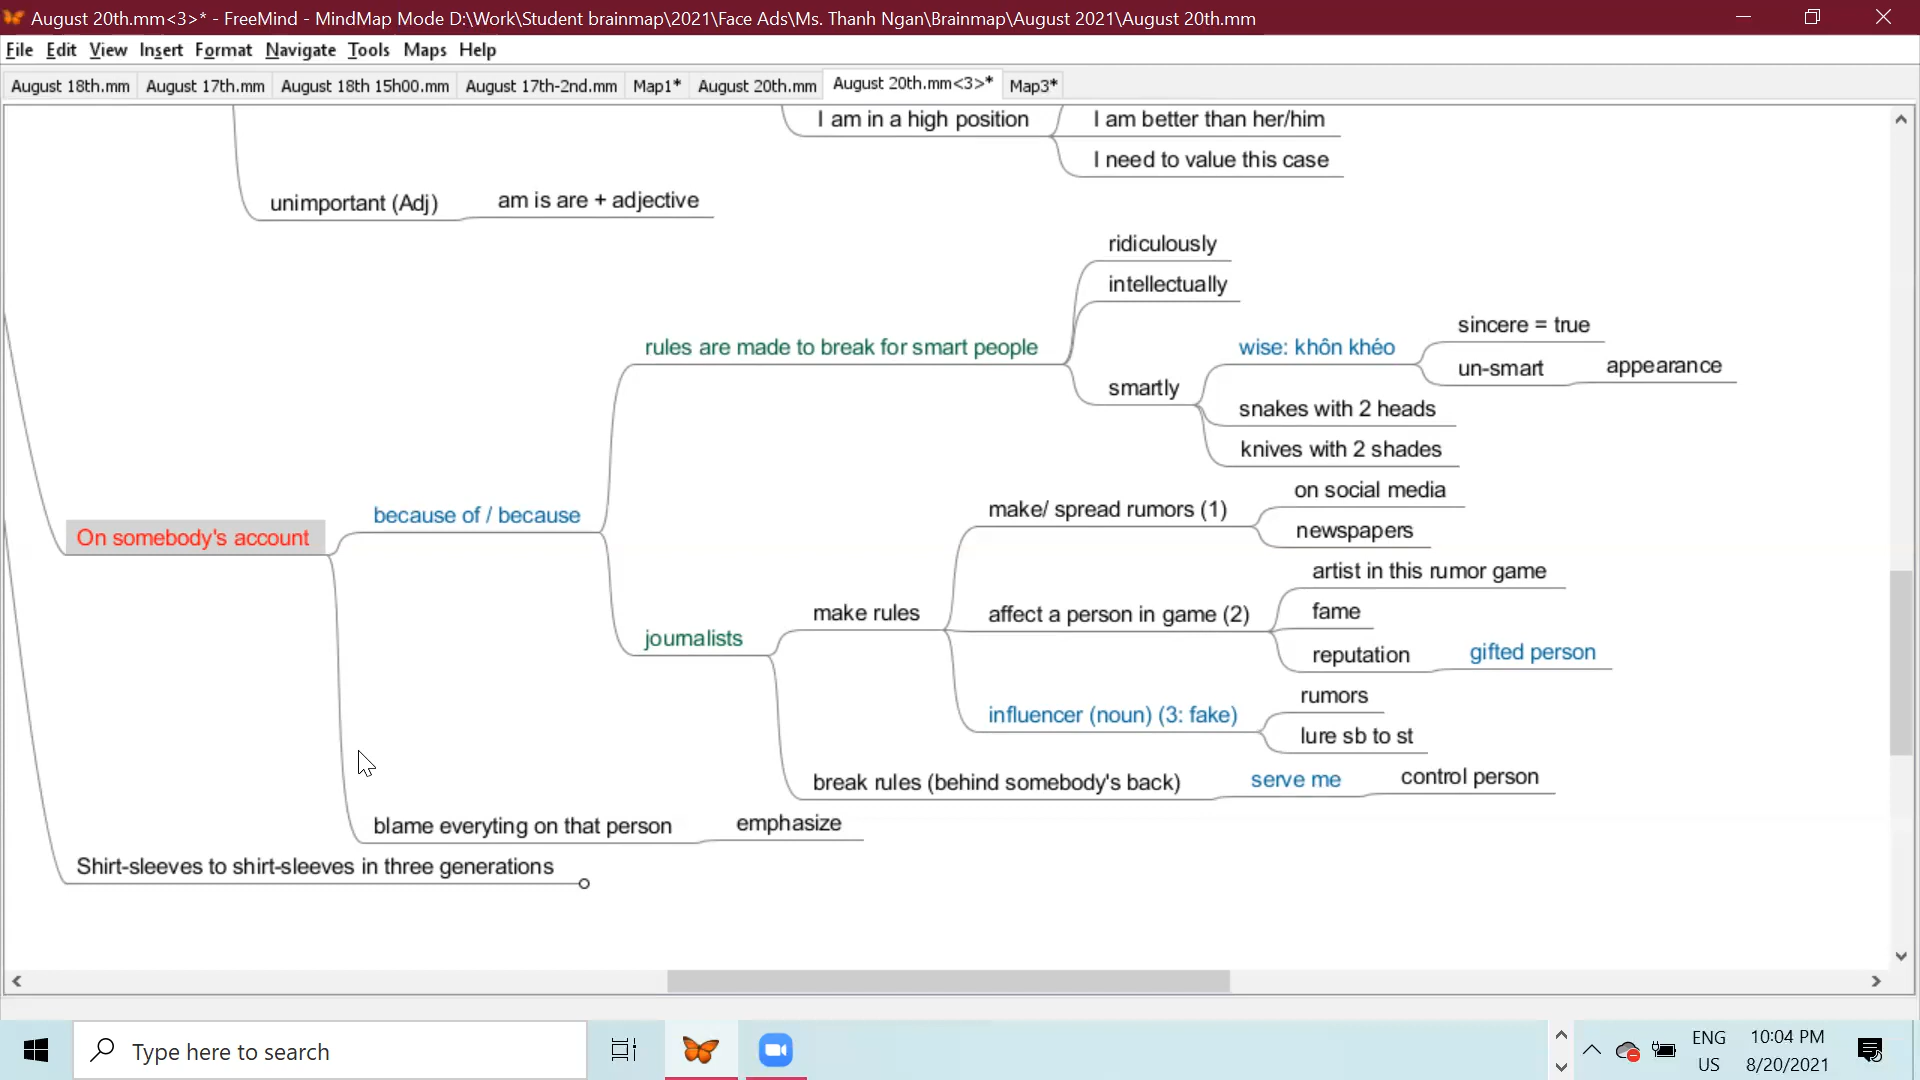 August 20th.mm<3>* - FreeMind - MindMap Mode D:\Work\Student brainmap\2021\Face Ads\Ms. Thanh Ngan\Brainmap\August 2021\August 20th.mm
File Edit View Insert Format Navigate Tools Maps Help
August 18th.mm August 17th.mm August 18th 15h00.mm August 17th-2nd.mm Map1* August 20th.mm August 20th.mm<3>* Map3*
I am in a high position
I am better than her/him
I need to value this case
unimportant (Adj)
am is are + adjective
On somebody's account
because of / because
rules are made to break for smart people
ridiculously
intellectually
smartly
wise: khôn khéo
sincere = true
un-smart
appearance
snakes with 2 heads
knives with 2 shades
journalists
make rules
make/ spread rumors (1)
on social media
newspapers
affect a person in game (2)
artist in this rumor game
fame
reputation
gifted person
influencer (noun) (3: fake)
rumors
lure sb to st
break rules (behind somebody's back)
serve me
control person
blame everyting on that person
emphasize
Shirt-sleeves to shirt-sleeves in three generations
Type here to search
ENG
US
10:04 PM
8/20/2021